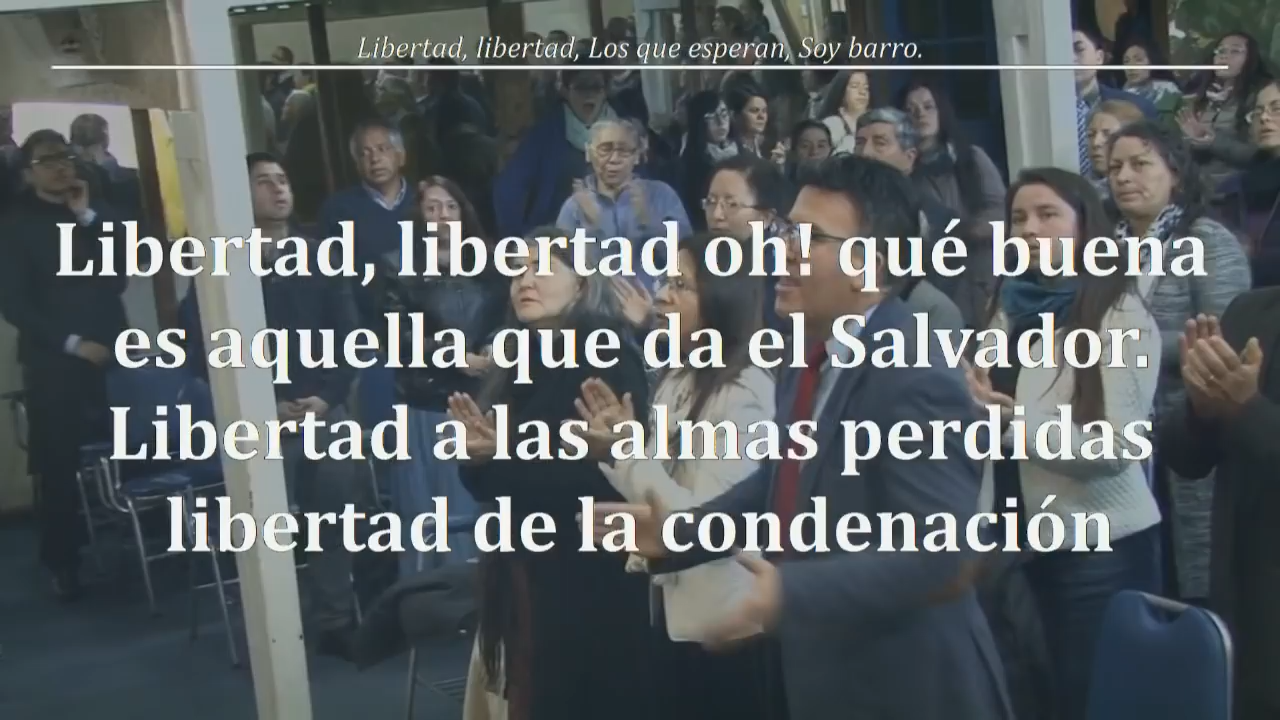 Libertad, libertad, Los que esperan, Soy barro.
Libertad, libertad oh! qué buena
es aquella que da el Salvador.
Libertad a las almas perdidas
libertad de la condenación